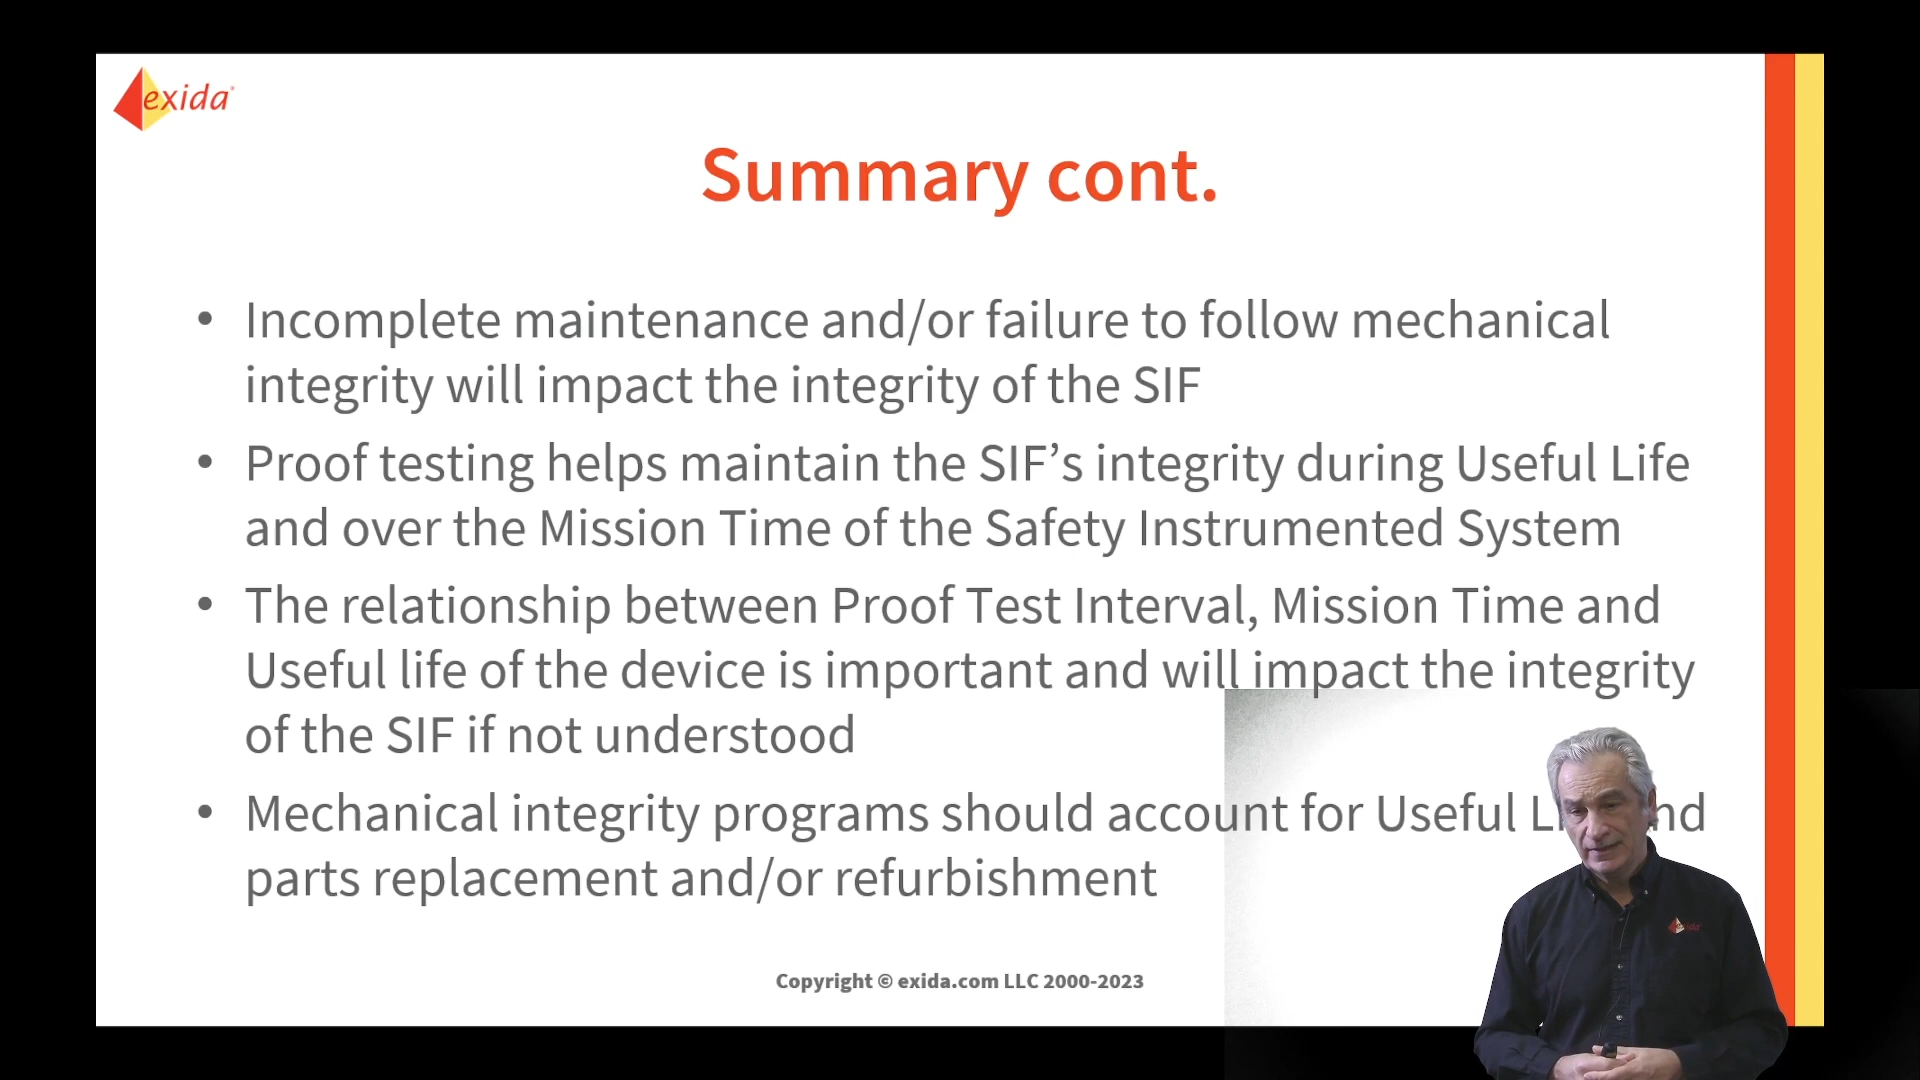 exida
Summary cont.
• Incomplete maintenance and/or failure to follow mechanical
integrity will impact the integrity of the SIF
• Proof testing helps maintain the SIF’s integrity during Useful Life
and over the Mission Time of the Safety Instrumented System
• The relationship between Proof Test Interval, Mission Time and
Useful life of the device is important and will impact the integrity
of the SIF if not understood
• Mechanical integrity programs should account for Useful
parts replacement and/or refurbishment
exida
Copyright © exida.com LLC 2000-2023